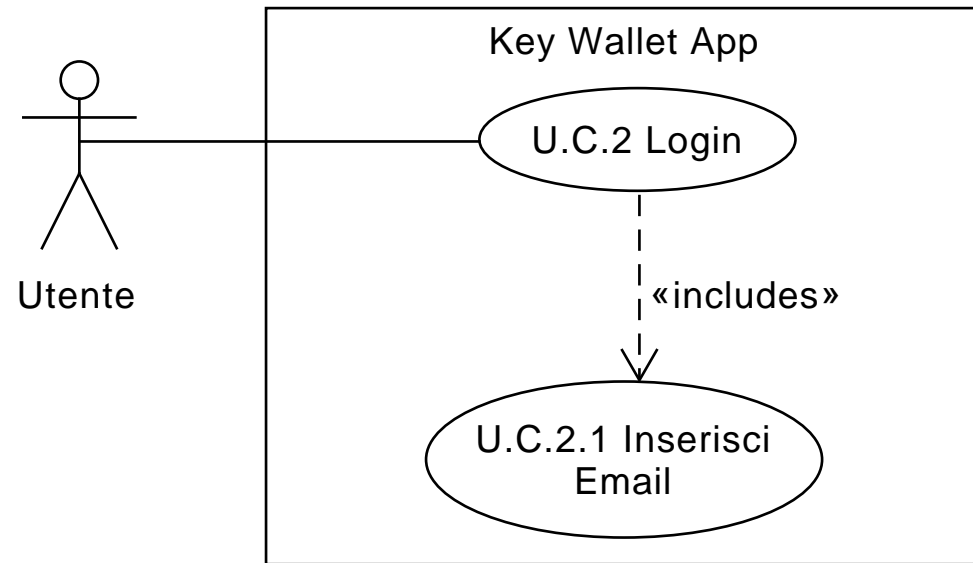 Key Wallet App
U.C.2 Login
Utente
«includes»
U.C.2.1 Inserisci
Email